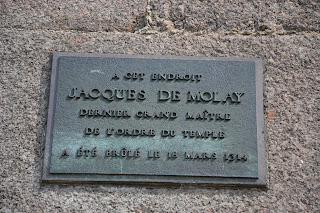 A CET ENDROIT
JACQUES DE MOLAY
DERNIER GRAND MAÎTRE
DE L'ORDRE DU TEMPLE
A ÉTÉ BRÛLÉ LE 18 MARS 1314